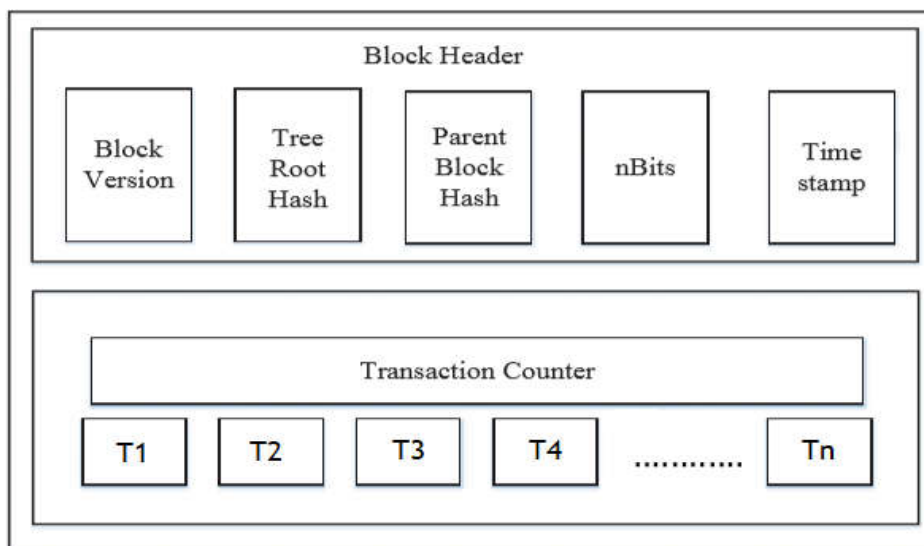 Block Header
Block
Version
Tree
Root
Hash
Parent
Block
Hash
nBits
Time
stamp
Transaction Counter
T1
T2
T3
T4
............
Tn